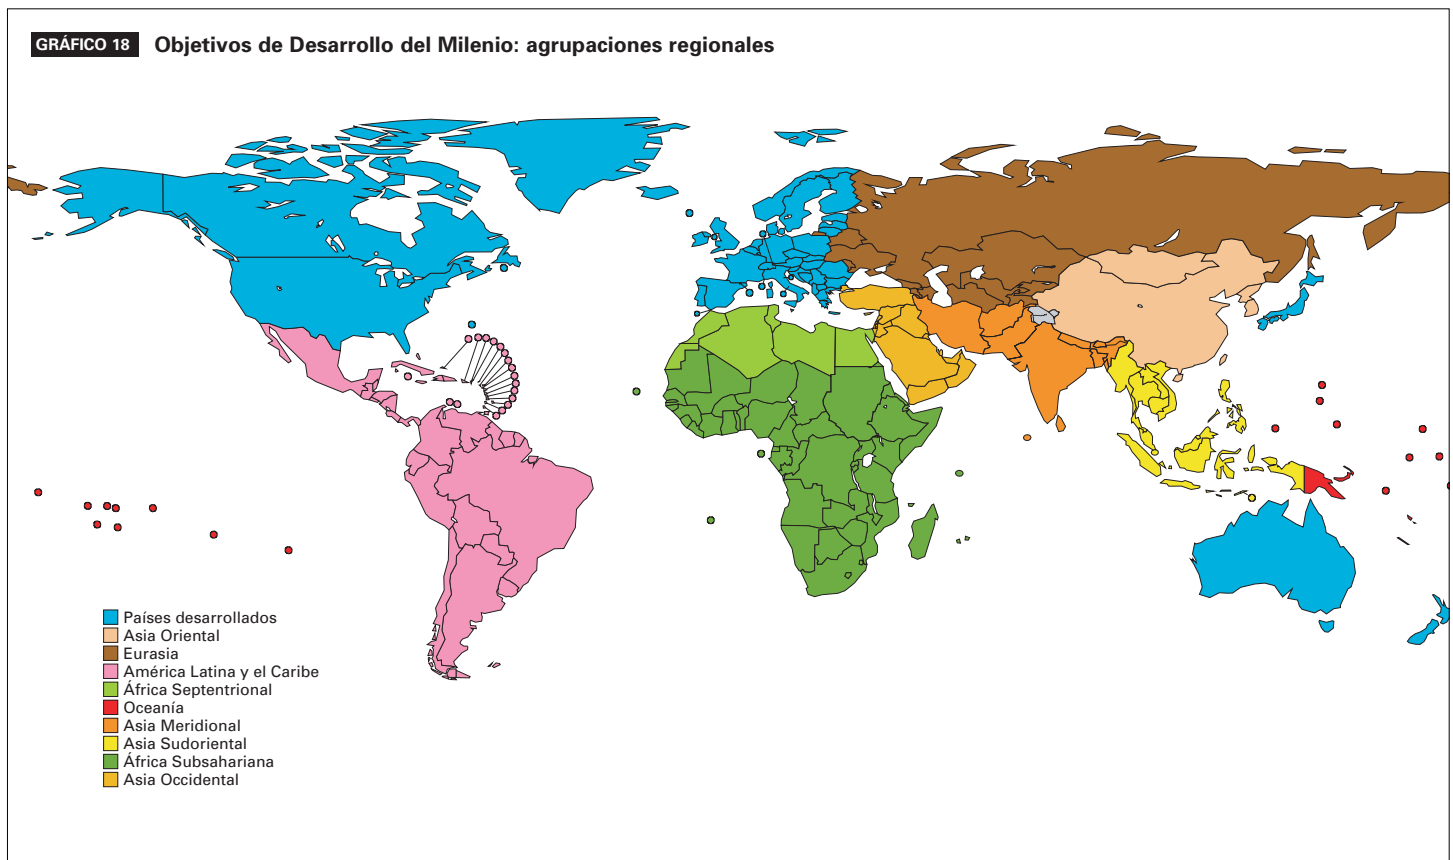 GRÁFICO 18 Objetivos de Desarrollo del Milenio: agrupaciones regionales
Países desarrollados
Asia Oriental
Eurasia
América Latina y el Caribe
África Septentrional
Oceanía
Asia Meridional
Asia Sudoriental
África Subsahariana
Asia Occidental